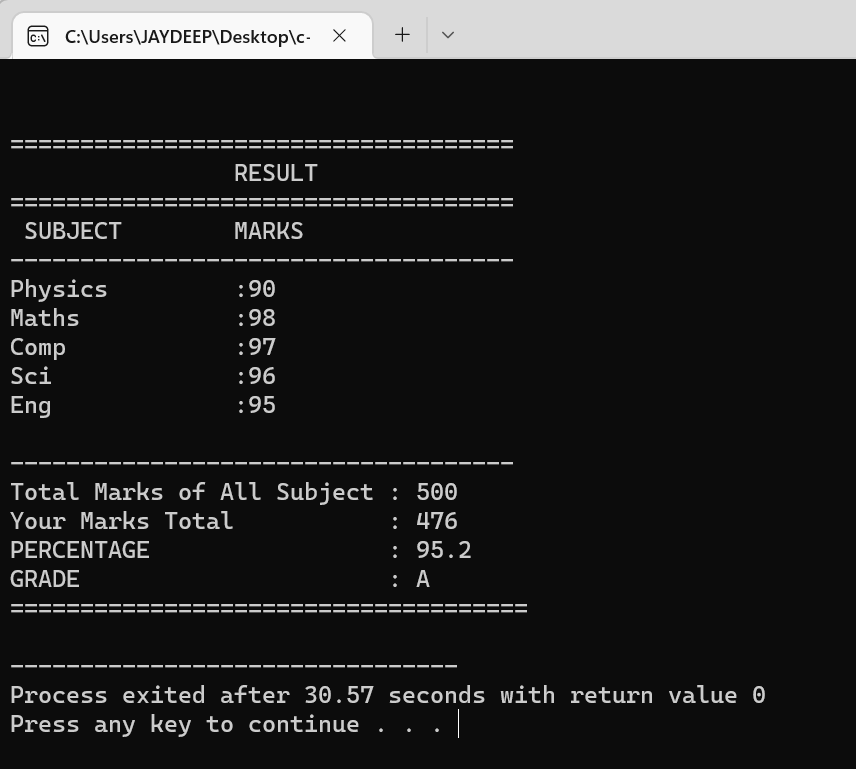 C:\Users\JAYDEEP\Desktop\c-
===================================
RESULT
===================================
SUBJECT        MARKS
------------------------------------
Physics         :90
Maths           :98
Comp            :97
Sci             :96
Eng             :95
------------------------------------
Total Marks of All Subject : 500
Your Marks Total           : 476
PERCENTAGE                 : 95.2
GRADE                      : A
=====================================
--------------------------------
Process exited after 30.57 seconds with return value 0
Press any key to continue . . .